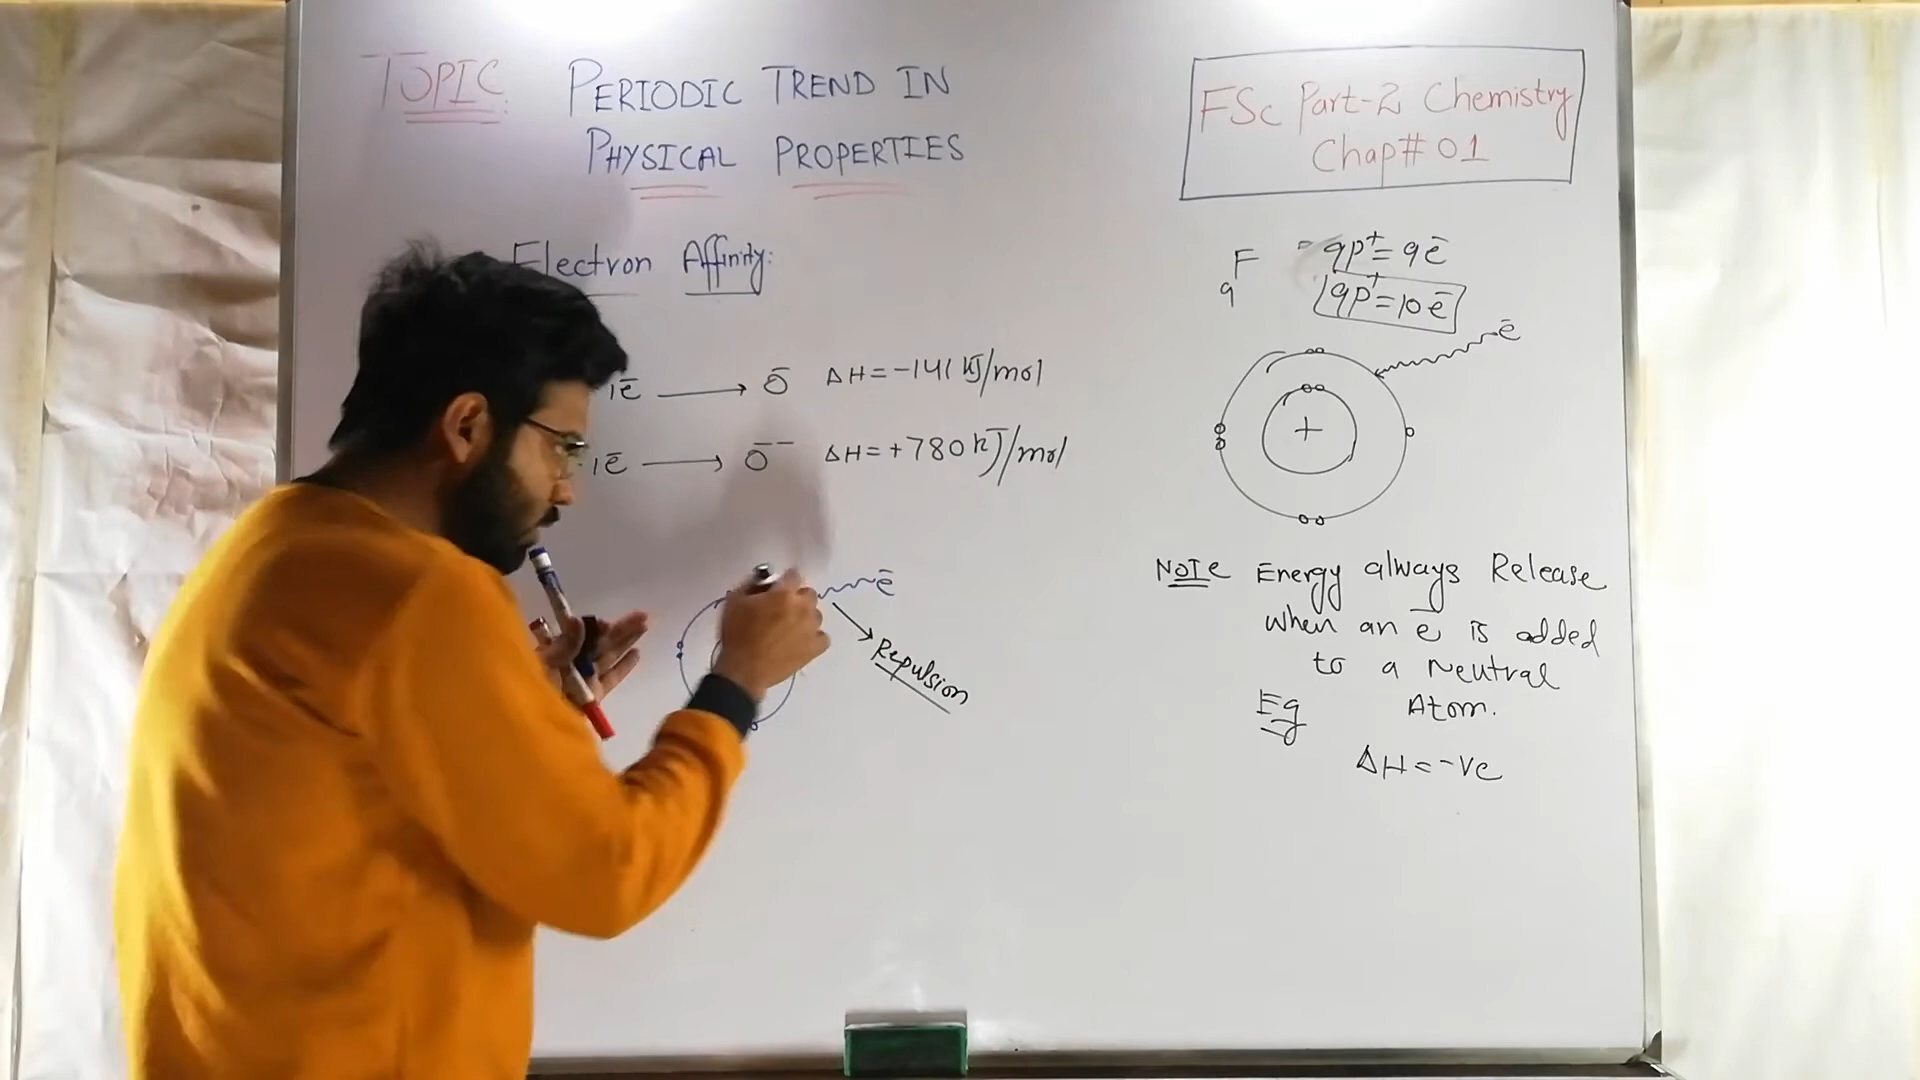 TOPIC: PERIODIC TREND IN
PHYSICAL PROPERTIES
FSc Part-2 Chemistry
Chap# 01
Electron Affinity:
1e̅ ⟶ O̅ ΔH = -141 kJ/mol
1e̅ ⟶ O̅ ̅ ΔH = +780 kJ/mol
e̅
Repulsion
F 9p⁺ = 9e̅
9 9p⁺ = 10e̅
e̅
+
NOTE Energy always Release
when an e̅ is added
to a Neutral
Eg Atom.
ΔH = -ve